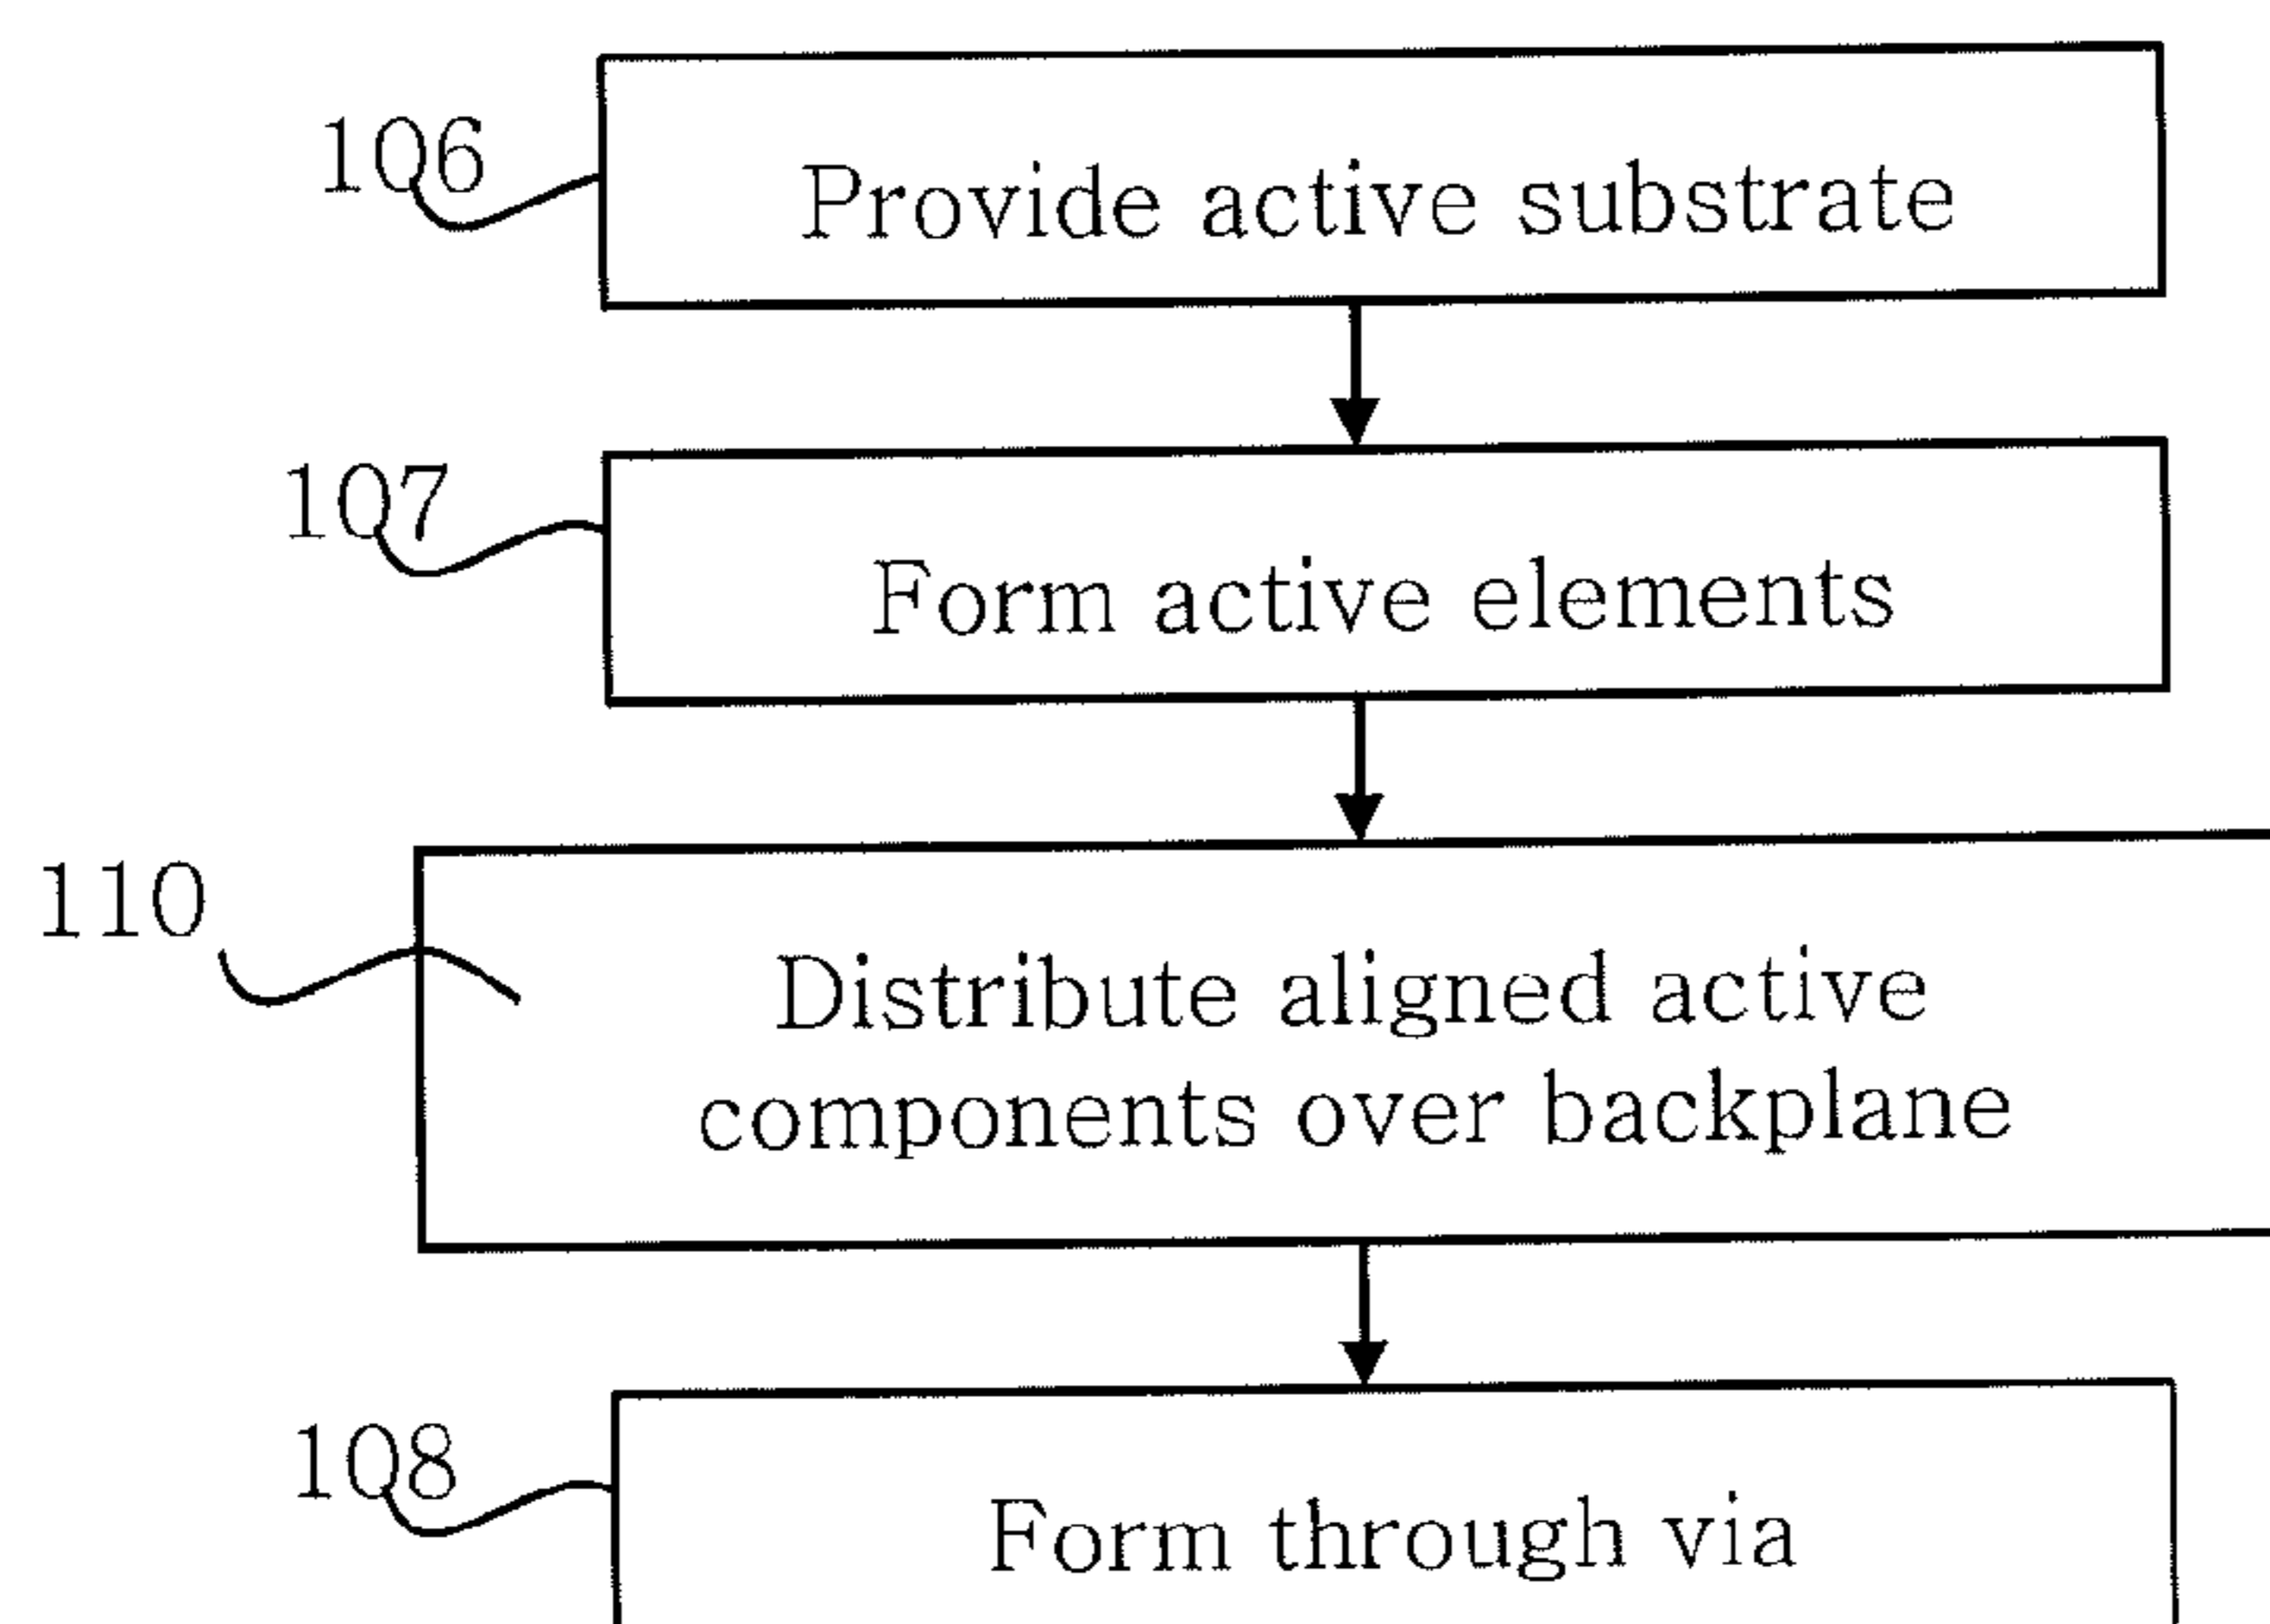 106
Provide active substrate
107
Form active elements
110
Distribute aligned active
components over backplane
108
Form through via